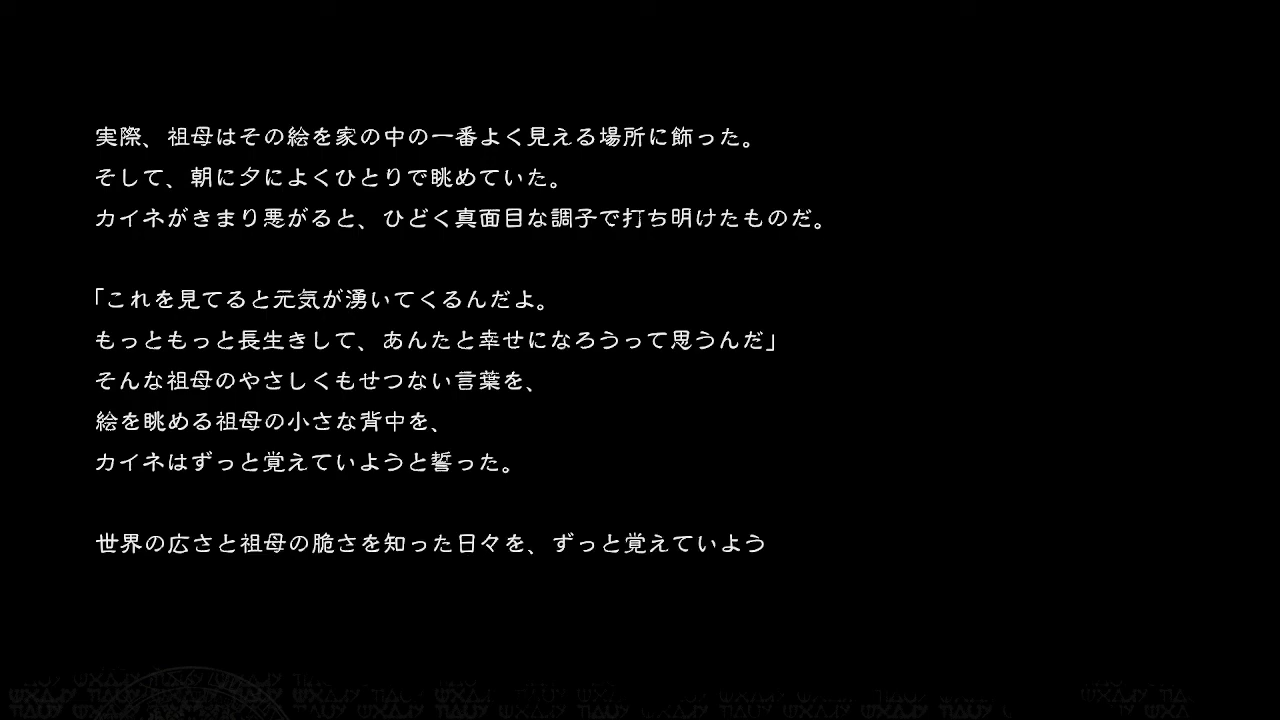 実際、祖母はその絵を家の中の一番よく見える場所に飾った。
そして、朝に夕によくひとりで眺めていた。
カイネがきまり悪がると、ひどく真面目な調子で打ち明けたものだ。
「これを見てると元気が湧いてくるんだよ。
もっともっと長生きして、あんたと幸せになろうって思うんだ」
そんな祖母のやさしくもせつない言葉を、
絵を眺める祖母の小さな背中を、
カイネはずっと覚えていようと誓った。
世界の広さと祖母の脆さを知った日々を、ずっと覚えていよう